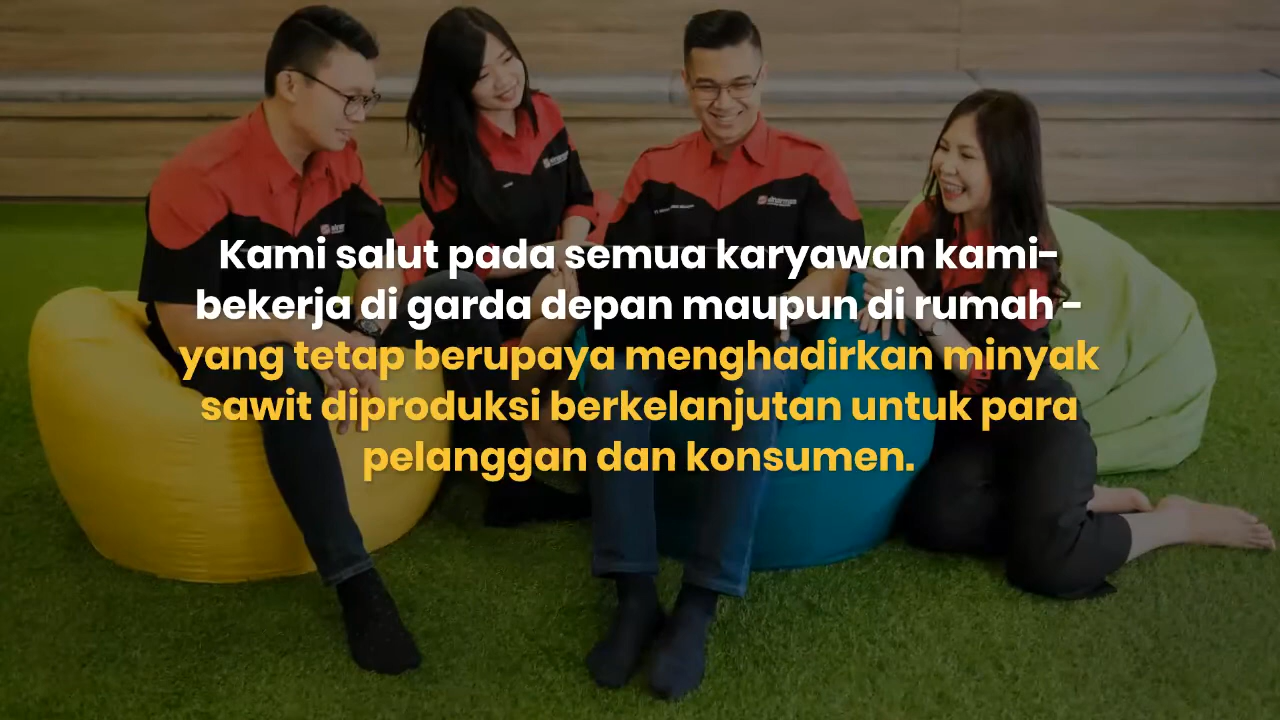 sinarmas
Kami salut pada semua karyawan kami-
bekerja di garda depan maupun di rumah -
yang tetap berupaya menghadirkan minyak
sawit diproduksi berkelanjutan untuk para
pelanggan dan konsumen.